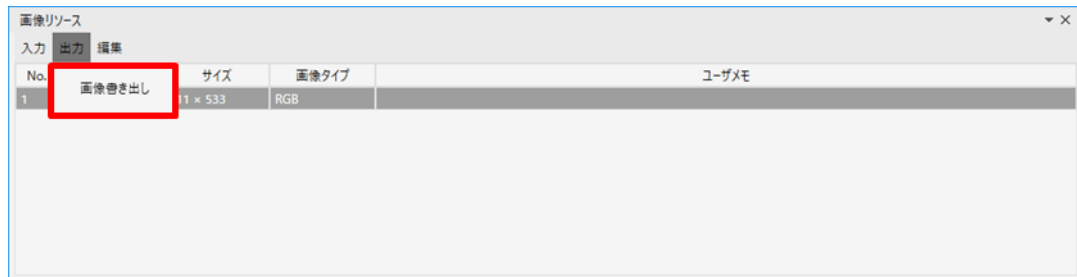 画像リソース
入力 出力 編集
No. サイズ 画像タイプ ユーザメモ
画像書き出し
1 11 × 533 RGB